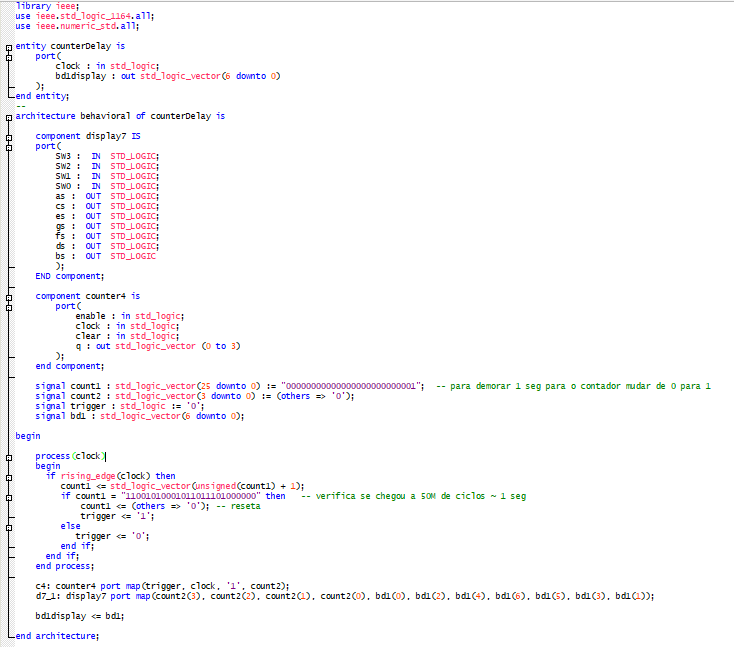 library ieee;
use ieee.std_logic_1164.all;
use ieee.numeric_std.all;

entity counterDelay is
    port(
        clock : in std_logic;
        bd1display : out std_logic_vector(6 downto 0)
    );
end entity;
--
architecture behavioral of counterDelay is

    component display7 IS
    port(
        SW3 :  IN  STD_LOGIC;
        SW2 :  IN  STD_LOGIC;
        SW1 :  IN  STD_LOGIC;
        SW0 :  IN  STD_LOGIC;
        as :  OUT  STD_LOGIC;
        cs :  OUT  STD_LOGIC;
        es :  OUT  STD_LOGIC;
        gs :  OUT  STD_LOGIC;
        fs :  OUT  STD_LOGIC;
        ds :  OUT  STD_LOGIC;
        bs :  OUT  STD_LOGIC
        );
    END component;

    component counter4 is
        port(
            enable : in std_logic;
            clock : in std_logic;
            clear : in std_logic;
            q : out std_logic_vector (0 to 3)
        );
    end component;

    signal count1 : std_logic_vector(25 downto 0) := "00000000000000000000000001";  -- para demorar 1 seg para o contador mudar de 0 para 1
    signal count2 : std_logic_vector(3 downto 0) := (others => '0');
    signal trigger : std_logic := '0';
    signal bd1 : std_logic_vector(6 downto 0);

begin

    process(clock)
    begin
      if rising_edge(clock) then
         count1 <= std_logic_vector(unsigned(count1) + 1);
         if count1 = "11001010001011011101000000" then   -- verifica se chegou a 50M de ciclos ~ 1 seg
             count1 <= (others => '0'); -- reseta
             trigger <= '1';
         else
            trigger <= '0';
         end if;
      end if;
    end process;

    c4: counter4 port map(trigger, clock, '1', count2);
    d7_1: display7 port map(count2(3), count2(2), count2(1), count2(0), bd1(0), bd1(2), bd1(4), bd1(6), bd1(5), bd1(3), bd1(1));

    bd1display <= bd1;

end architecture;